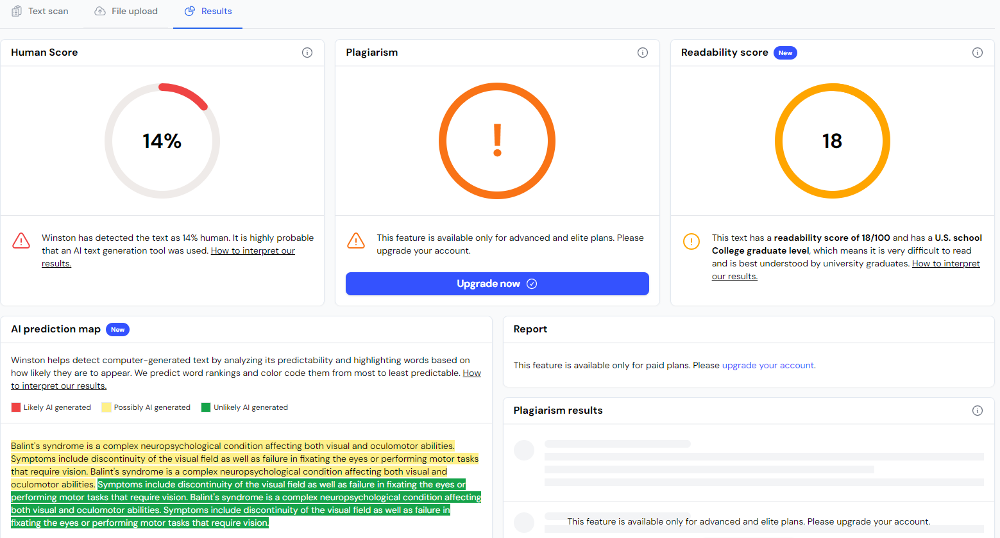 Text scan
File upload
Results
Human Score
14%
Winston has detected the text as 14% human. It is highly probable
that an AI text generation tool was used. How to interpret our
results.
Plagiarism
!
This feature is available only for advanced and elite plans. Please
upgrade your account.
Upgrade now
Readability score New
18
This text has a readability score of 18/100 and has a U.S. school
College graduate level, which means it is very difficult to read
and is best understood by university graduates. How to interpret
our results.
AI prediction map New
Winston helps detect computer-generated text by analyzing its predictability and highlighting words based on
how likely they are to appear. We predict word rankings and color code them from most to least predictable. How
to interpret our results.
Likely AI generated
Possibly AI generated
Unlikely AI generated
Balint's syndrome is a complex neuropsychological condition affecting both visual and oculomotor abilities.
Symptoms include discontinuity of the visual field as well as failure in fixating the eyes or performing motor tasks
that require vision. Balint's syndrome is a complex neuropsychological condition affecting both visual and
oculomotor abilities. Symptoms include discontinuity of the visual field as well as failure in fixating the eyes or
performing motor tasks that require vision. Balint's syndrome is a complex neuropsychological condition affecting
both visual and oculomotor abilities. Symptoms include discontinuity of the visual field as well as failure in
fixating the eyes or performing motor tasks that require vision.
Report
This feature is available only for paid plans. Please upgrade your account.
Plagiarism results
This feature is available only for advanced and elite plans. Please upgrade your account.